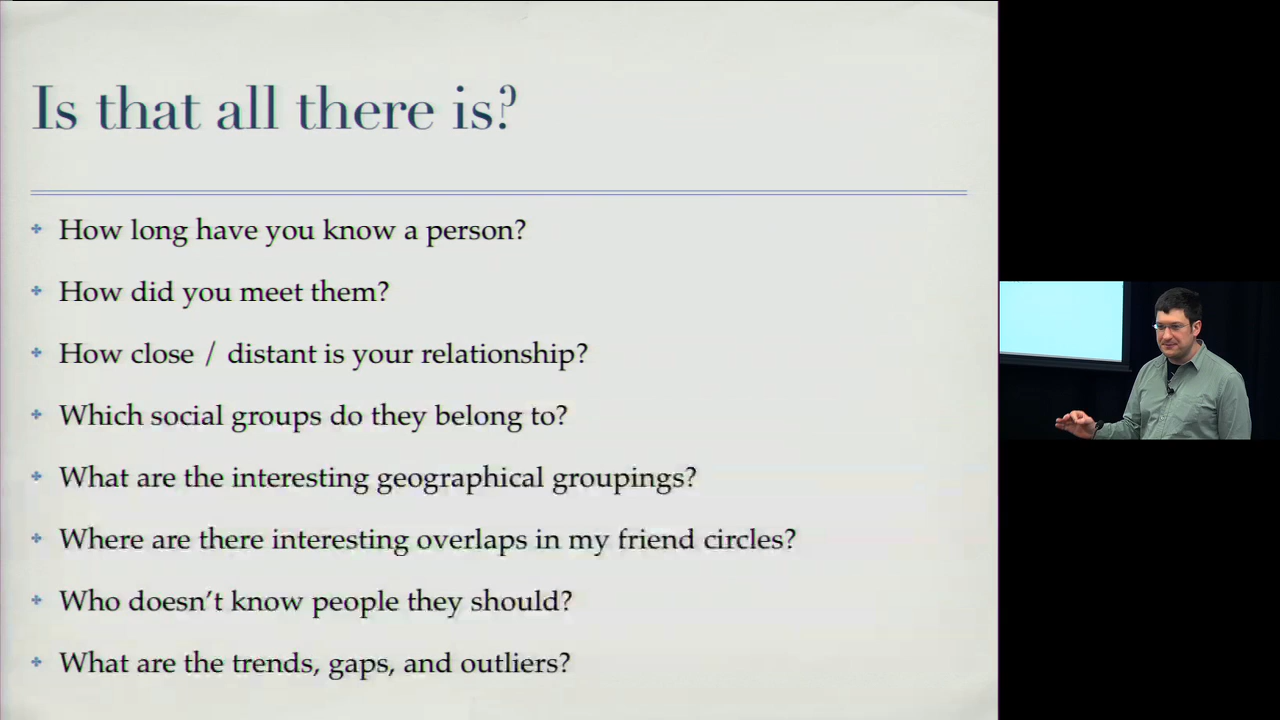 Is that all there is?
How long have you know a person?
How did you meet them?
How close / distant is your relationship?
Which social groups do they belong to?
What are the interesting geographical groupings?
Where are there interesting overlaps in my friend circles?
Who doesn't know people they should?
What are the trends, gaps, and outliers?